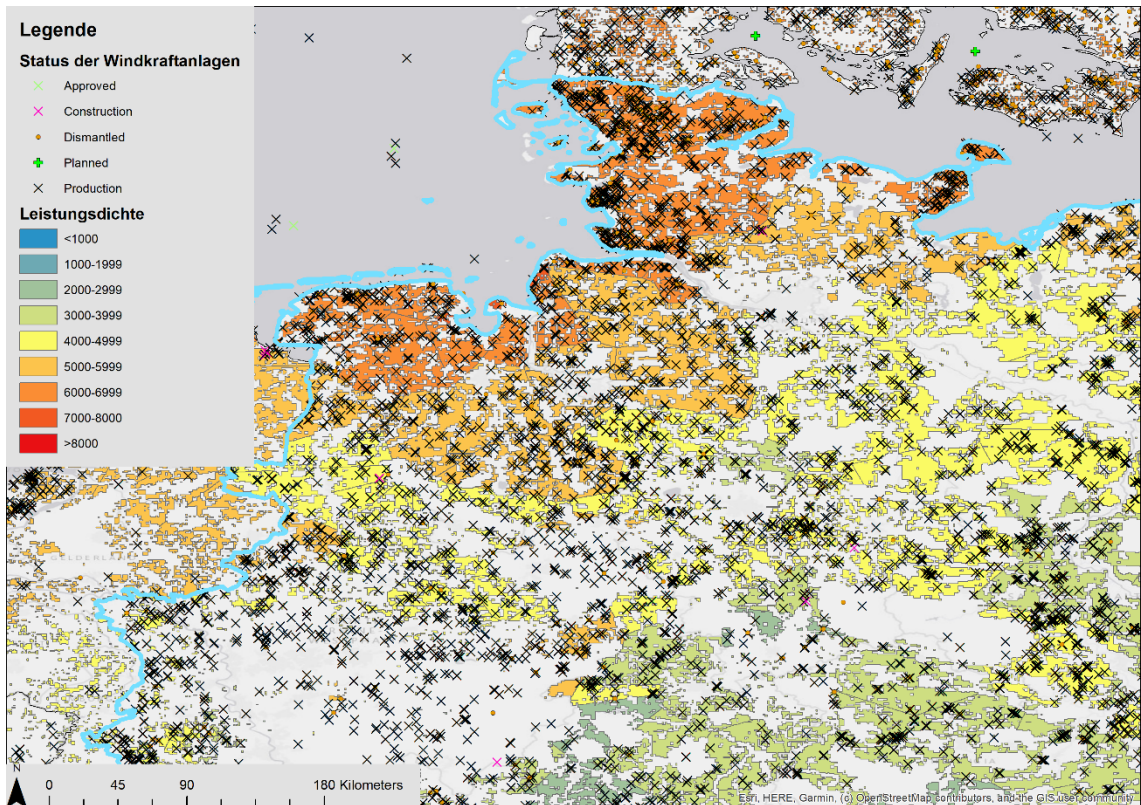 Legende
Status der Windkraftanlagen
Approved
Construction
Dismantled
Planned
Production
Leistungsdichte
<1000
1000-1999
2000-2999
3000-3999
4000-4999
5000-5999
6000-6999
7000-8000
>8000
N
0 45 90 180 Kilometers
Esri, HERE, Garmin, (c) OpenStreetMap contributors, and the GIS user community